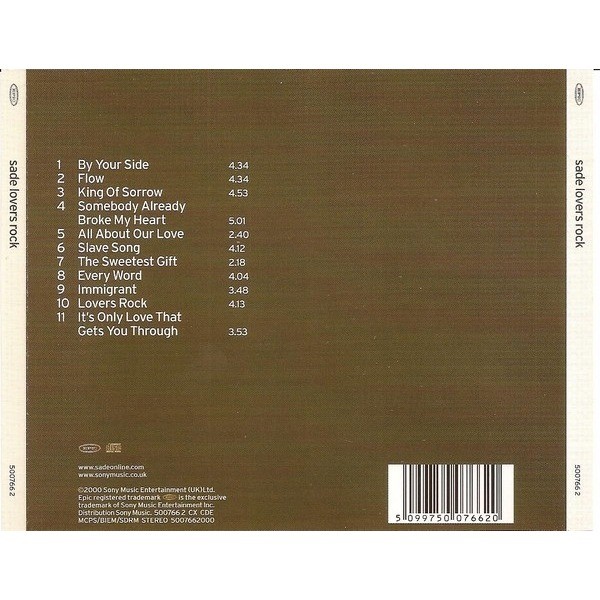 sade lovers rock
500766 2
1 By Your Side 4.34
2 Flow 4.34
3 King Of Sorrow 4.53
4 Somebody Already
Broke My Heart 5.01
5 All About Our Love 2.40
6 Slave Song 4.12
7 The Sweetest Gift 2.18
8 Every Word 4.04
9 Immigrant 3.48
10 Lovers Rock 4.13
11 It's Only Love That
Gets You Through 3.53
epic
www.sadeonline.com
www.sonymusic.co.uk
©2000 Sony Music Entertainment (UK) Ltd.
Epic registered trademark epic is the exclusive
trademark of Sony Music Entertainment Inc.
Distribution Sony Music. 500766 2 CX CDE
MCPS/BIEM/SDRM STEREO 5007662000
5 099750 076620
epic
sade lovers rock
500766 2